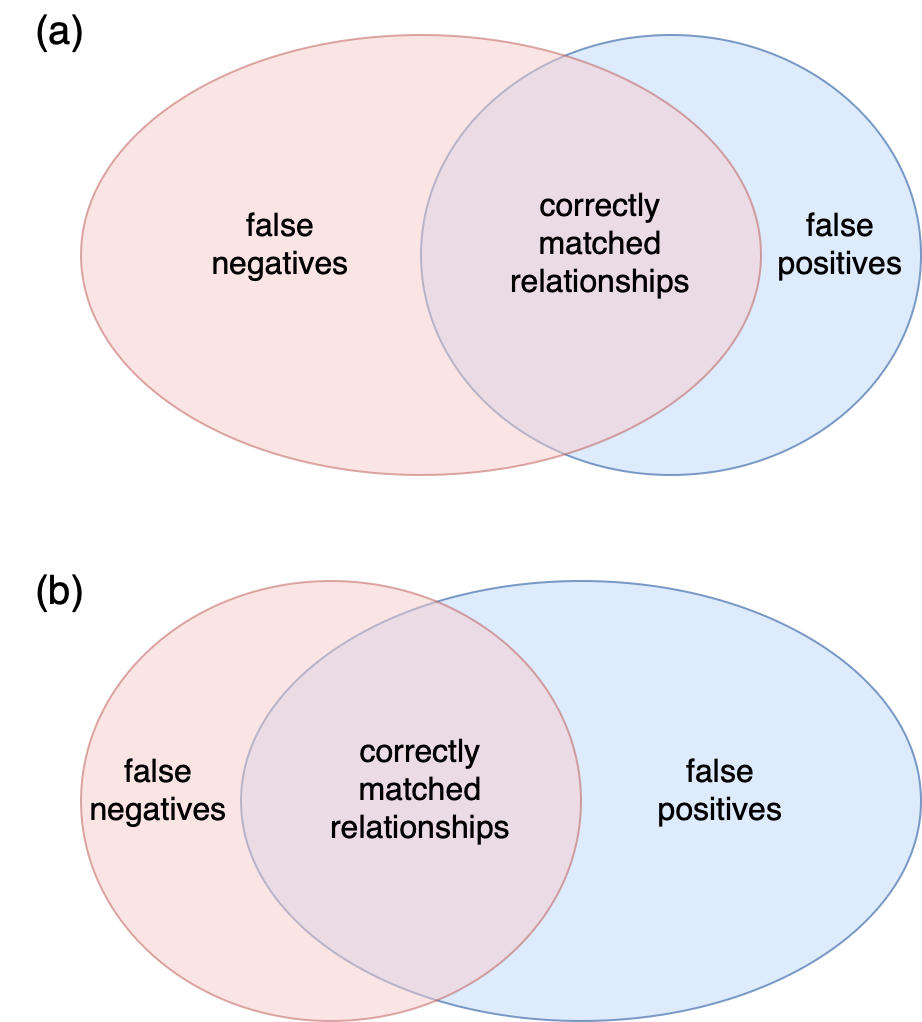 (a)
false
negatives
correctly
matched
relationships
false
positives
(b)
false
negatives
correctly
matched
relationships
false
positives